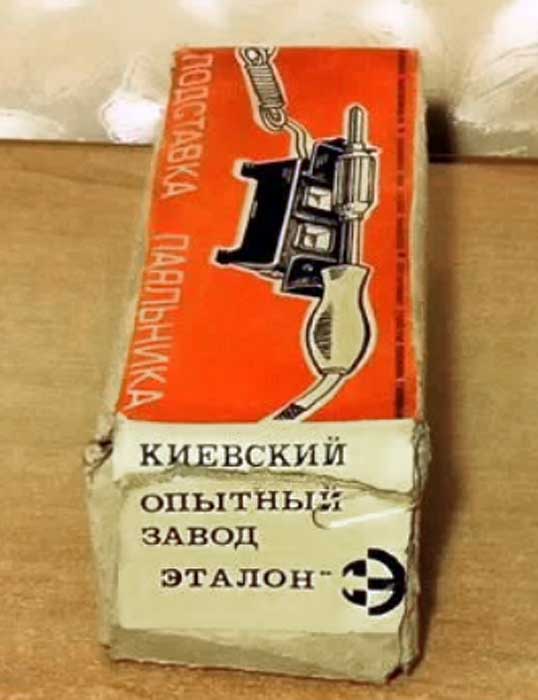 ПОДСТАВКА ПАЯЛЬНИКА
КИЕВСКИЙ
ОПЫТНЫЙ
ЗАВОД
ЭТАЛОН"